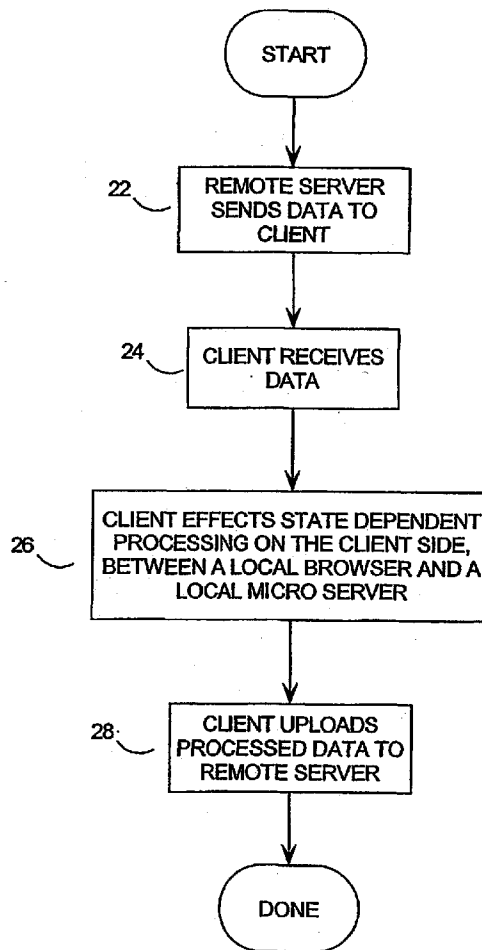 START
22
REMOTE SERVER
SENDS DATA TO
CLIENT
24
CLIENT RECEIVES
DATA
26
CLIENT EFFECTS STATE DEPENDENT
PROCESSING ON THE CLIENT SIDE,
BETWEEN A LOCAL BROWSER AND A
LOCAL MICRO SERVER
28
CLIENT UPLOADS
PROCESSED DATA TO
REMOTE SERVER
DONE